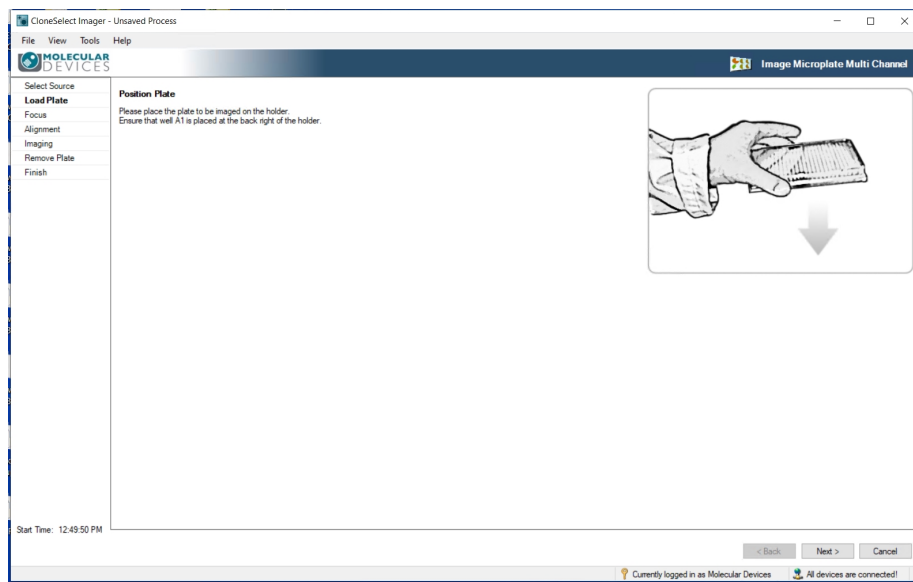 CloneSelect Imager - Unsaved Process
File View Tools Help
MOLECULAR
DEVICES
Image Microplate Multi Channel
Select Source
Load Plate
Focus
Alignment
Imaging
Remove Plate
Finish
Position Plate
Please place the plate to be imaged on the holder.
Ensure that well A1 is placed at the back right of the holder.
Start Time: 12:49:50 PM
< Back Next > Cancel
Currently logged in as Molecular Devices All devices are connected!